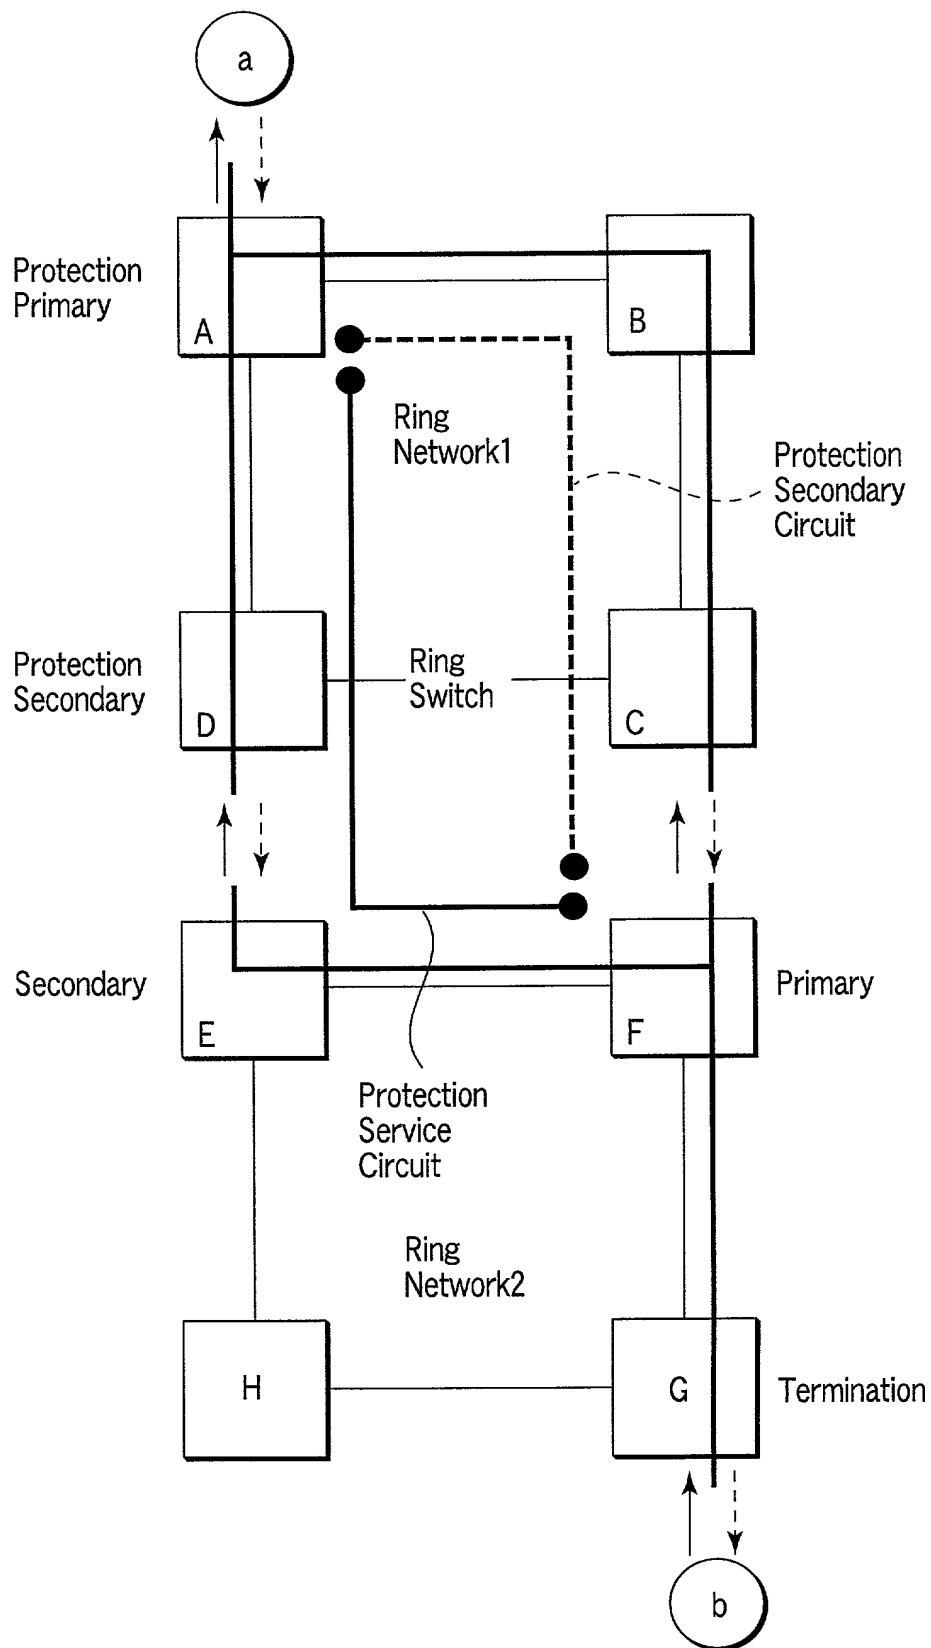 a
Protection
Primary
A
B
Ring
Network1
Protection
Secondary
Circuit
Protection
Secondary
D
Ring
Switch
C
Secondary
E
F
Primary
Protection
Service
Circuit
Ring
Network2
H
G
Termination
b